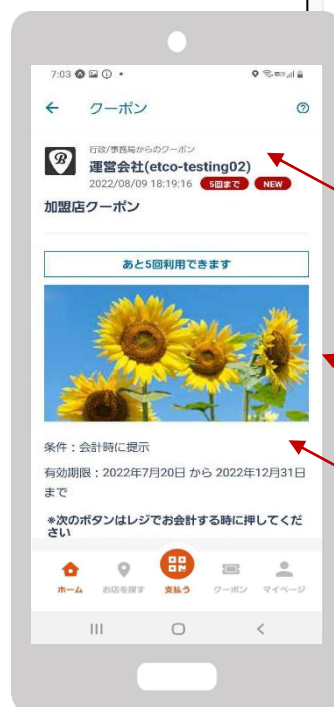 7:03
クーポン
行政/事務局からのクーポン
運営会社(etco-testing02)
2022/08/09 18:19:16 5回まで NEW
加盟店クーポン
あと5回利用できます
条件：会計時に提示
有効期限：2022年7月20日 から 2022年12月31日
まで
*次のボタンはレジでお会計する時に押してくだ
さい
ホーム お店を探す 支払う クーポン マイページ